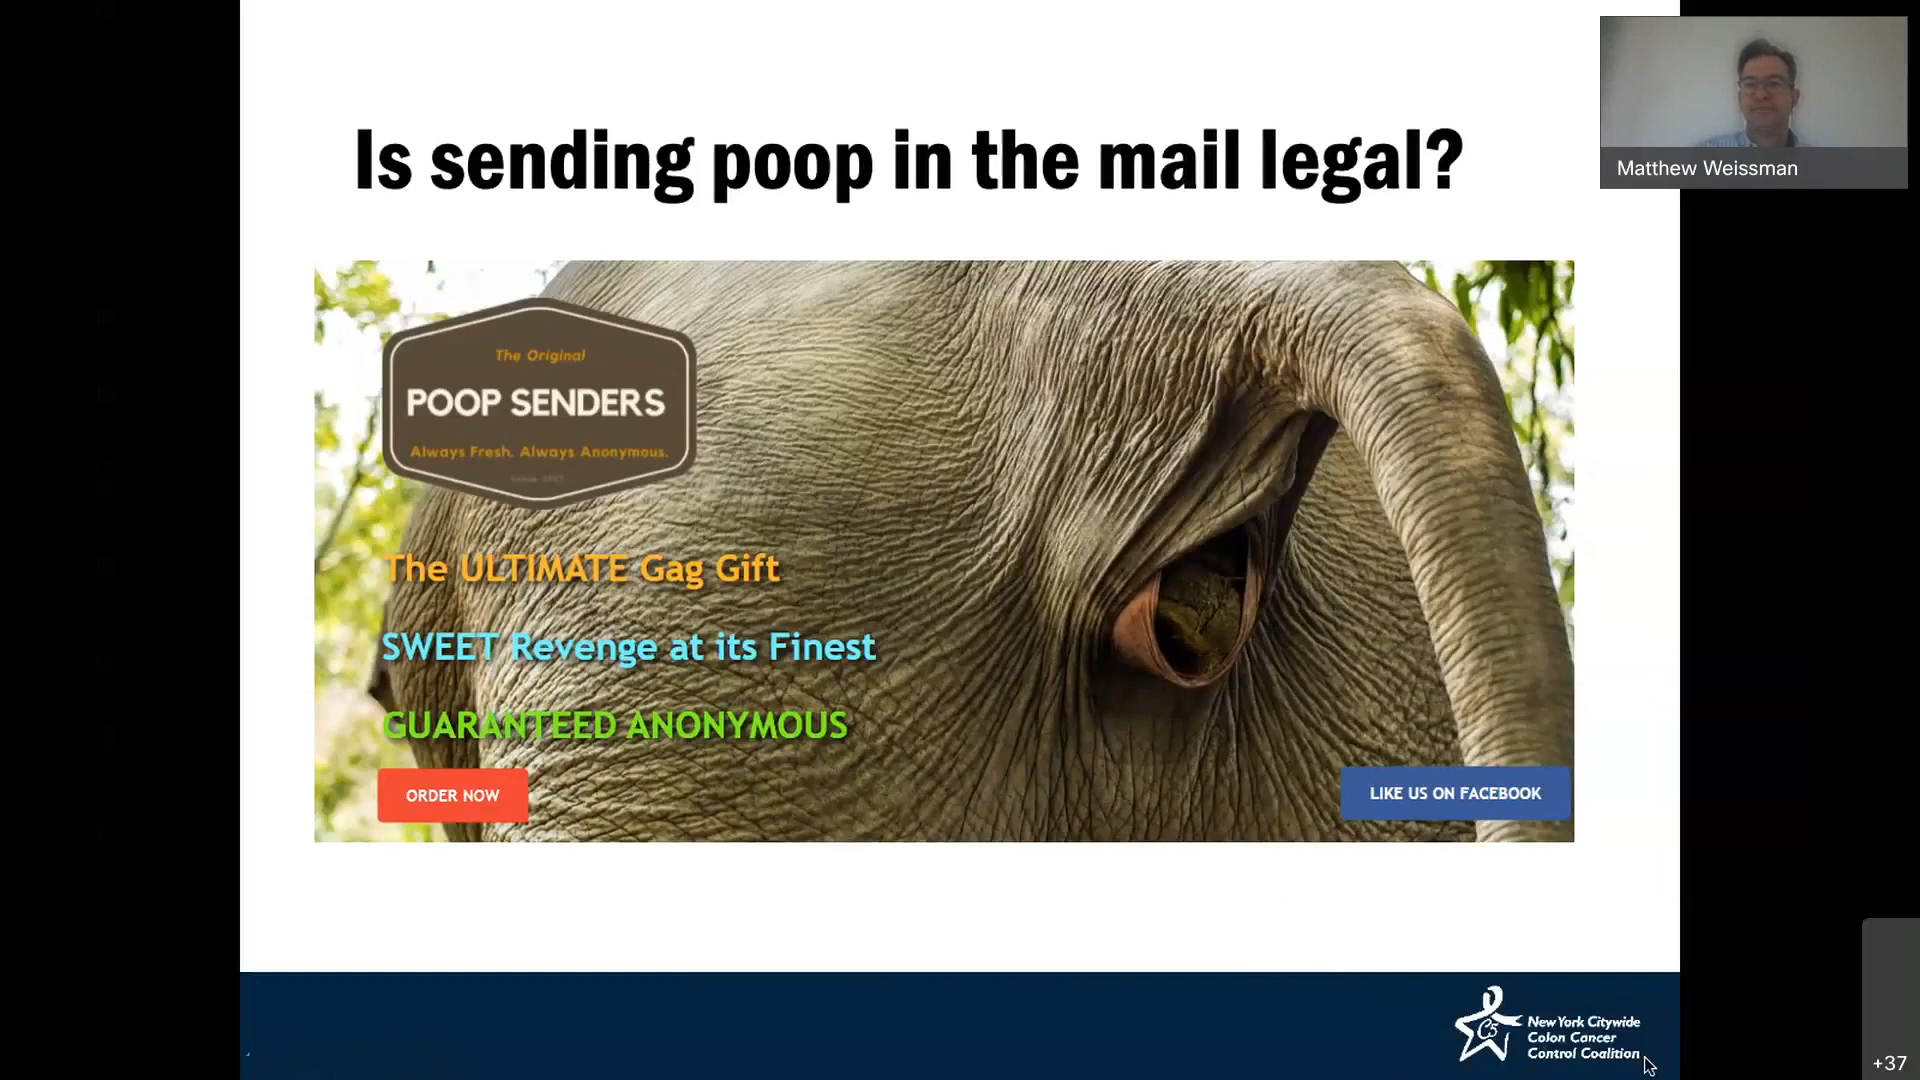 Is sending poop in the mail legal?
Matthew Weissman
The Original
POOP SENDERS
Always Fresh. Always Anonymous.
The ULTIMATE Gag Gift
SWEET Revenge at its Finest
GUARANTEED ANONYMOUS
ORDER NOW
LIKE US ON FACEBOOK
C5
New York Citywide
Colon Cancer
Control Coalition
+37